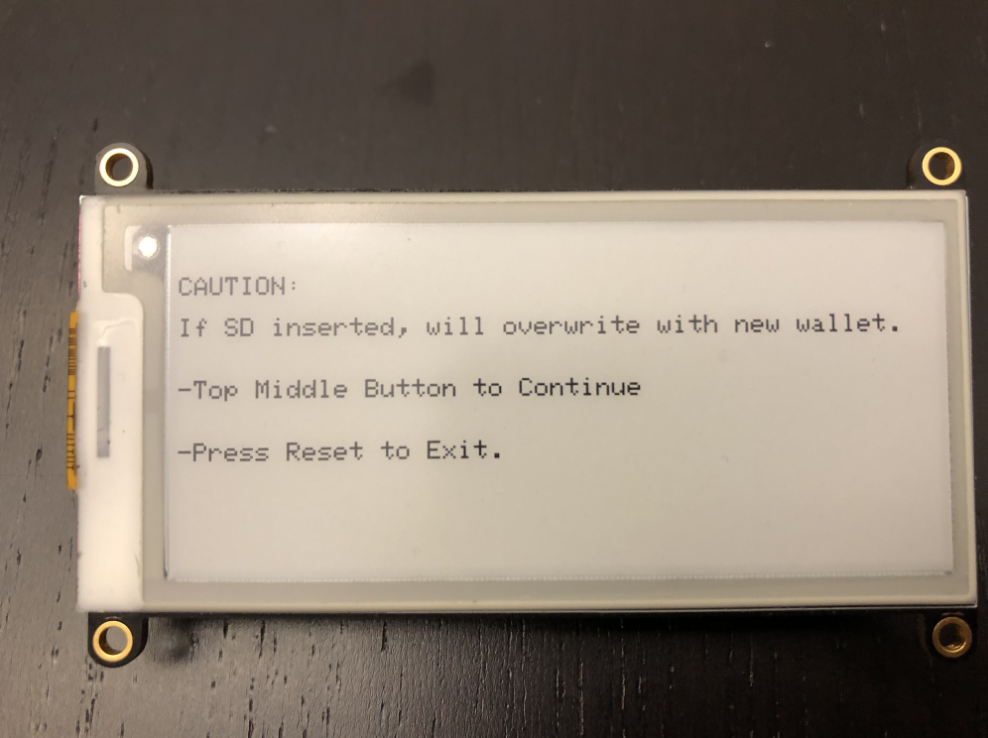 CAUTION:
If SD inserted, will overwrite with new wallet.
-Top Middle Button to Continue
-Press Reset to Exit.